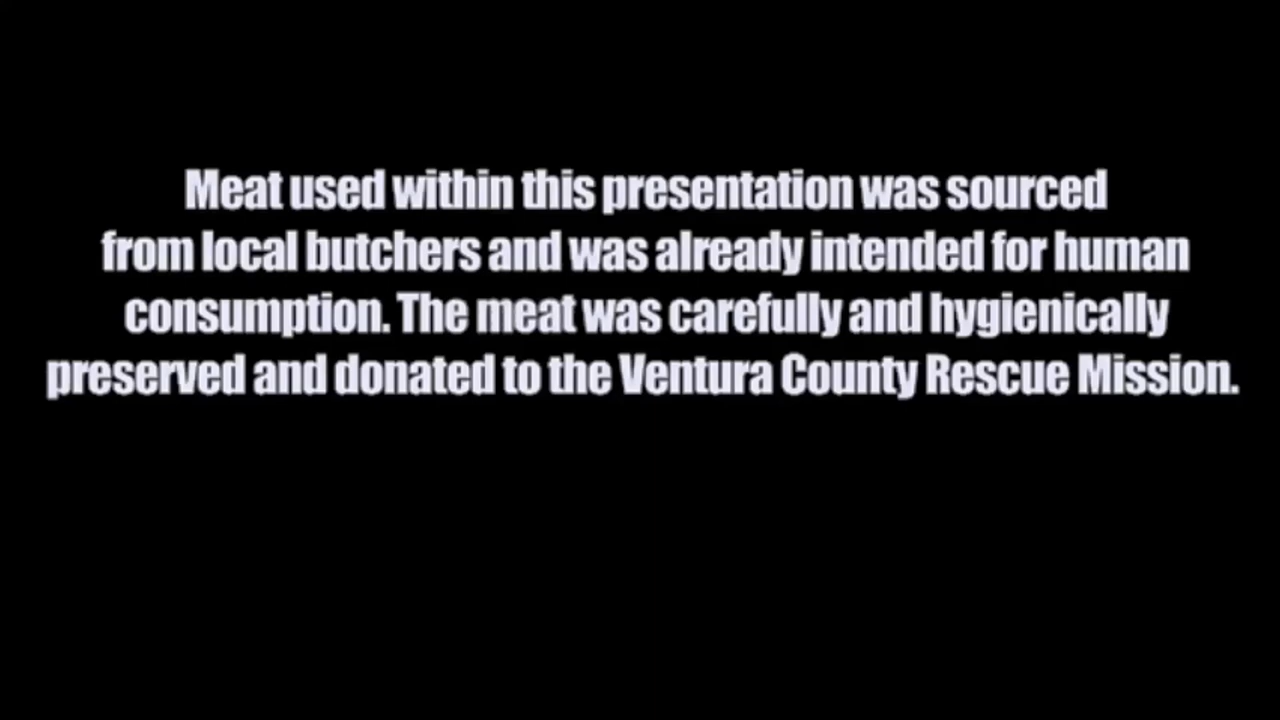 Meat used within this presentation was sourced
from local butchers and was already intended for human
consumption. The meat was carefully and hygienically
preserved and donated to the Ventura County Rescue Mission.